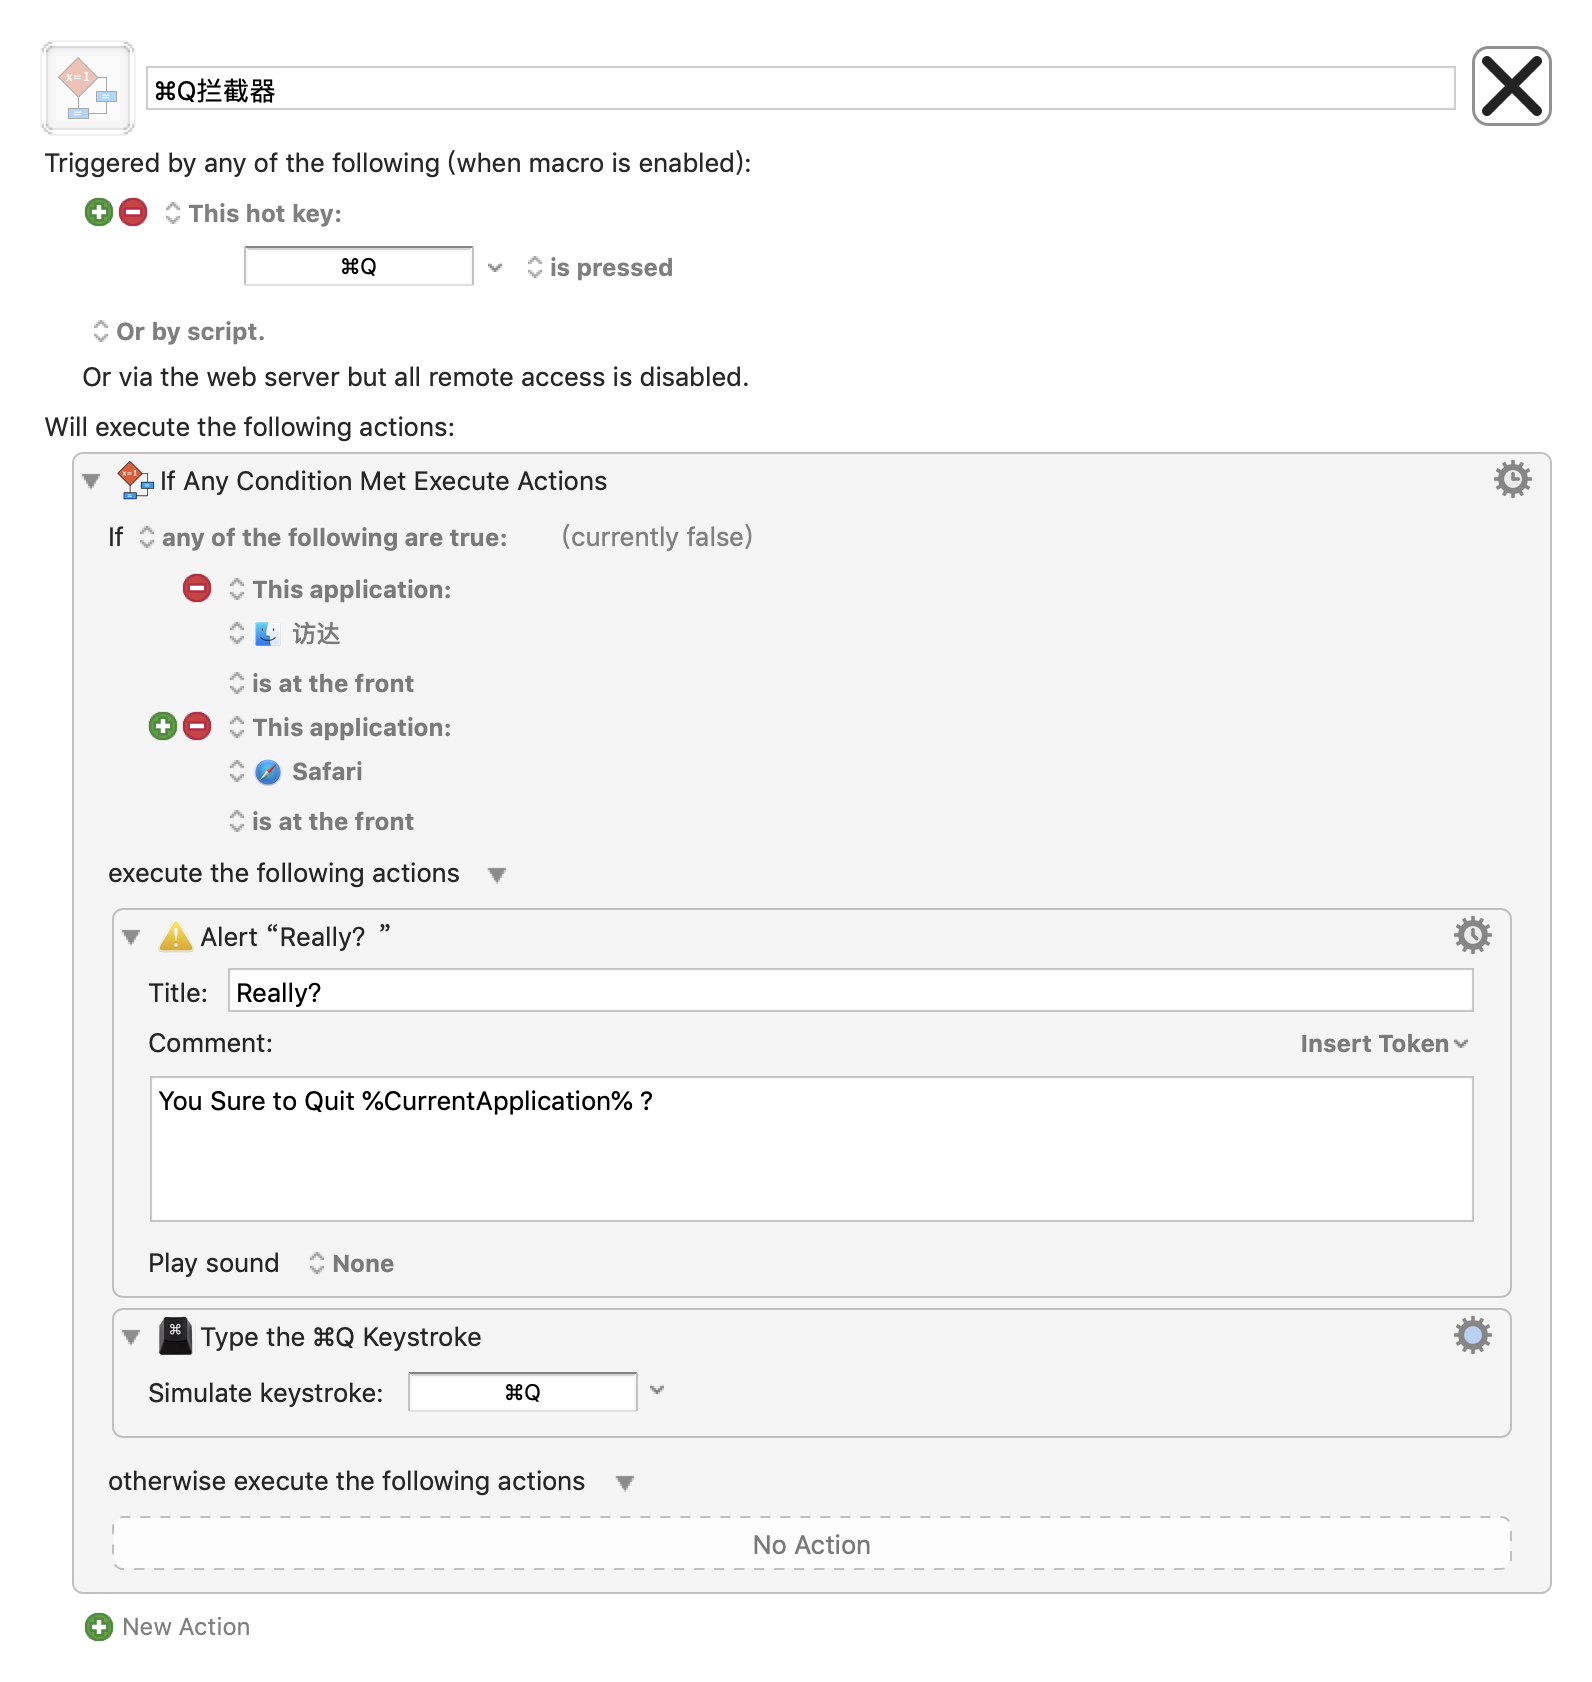 x=1
⌘Q拦截器
Triggered by any of the following (when macro is enabled):
This hot key:
⌘Q
is pressed
Or by script.
Or via the web server but all remote access is disabled.
Will execute the following actions:
x=1
If Any Condition Met Execute Actions
If any of the following are true: (currently false)
This application:
访达
is at the front
This application:
Safari
is at the front
execute the following actions
Alert “Really? ”
Title: Really?
Comment: Insert Token
You Sure to Quit %CurrentApplication% ?
Play sound None
⌘ Type the ⌘Q Keystroke
Simulate keystroke: ⌘Q
otherwise execute the following actions
No Action
New Action